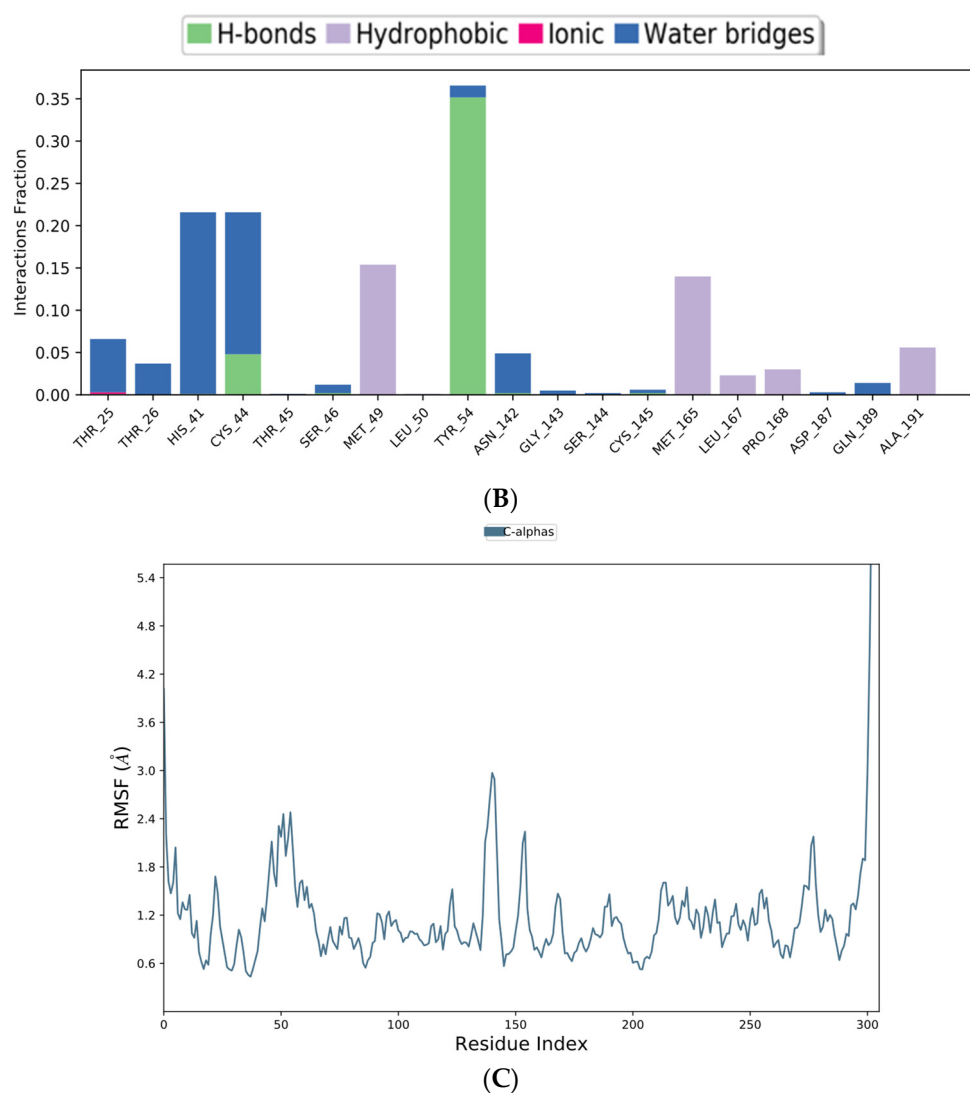 H-bonds Hydrophobic Ionic Water bridges
0.35
0.30
0.25
0.20
0.15
0.10
0.05
0.00
Interactions Fraction
THR_25 THR_26 HIS_41 CYS_44 THR_45 SER_46 MET_49 LEU_50 TYR_54 ASN_142 GLY_143 SER_144 CYS_145 MET_165 LEU_167 PRO_168 ASP_187 GLN_189 ALA_191
(B)
C-alphas
5.4
4.8
4.2
3.6
3.0
2.4
1.8
1.2
0.6
RMSF (Å)
0 50 100 150 200 250 300
Residue Index
(C)